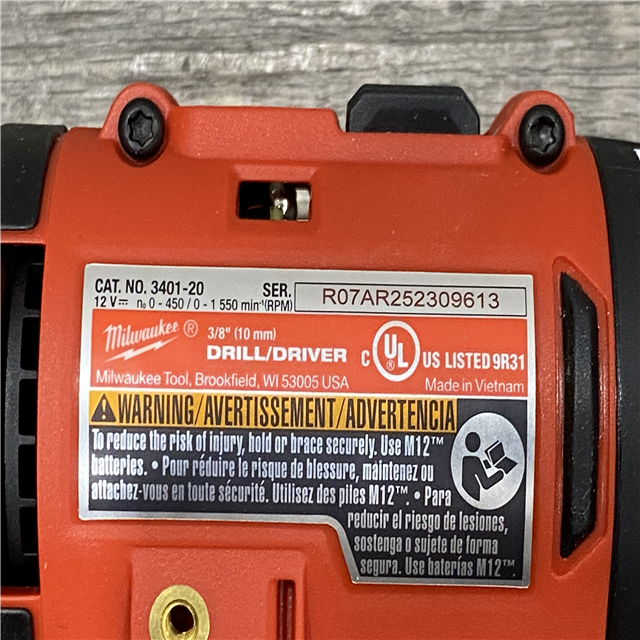 CAT. NO. 3401-20 SER. R07AR252309613
12 V⎓ n₀ 0 - 450 / 0 - 1 550 min⁻¹(RPM)
Milwaukee ® 3/8" (10 mm)
DRILL/DRIVER C UL ® US LISTED 9R31
Milwaukee Tool, Brookfield, WI 53005 USA Made in Vietnam
WARNING/AVERTISSEMENT/ADVERTENCIA
To reduce the risk of injury, hold or brace securely. Use M12™
batteries. • Pour réduire le risque de blessure, maintenez ou
attachez-vous en toute sécurité. Utilisez des piles M12™ • Para
reducir el riesgo de lesiones,
sostenga o sujete de forma
segura. Use baterías M12™